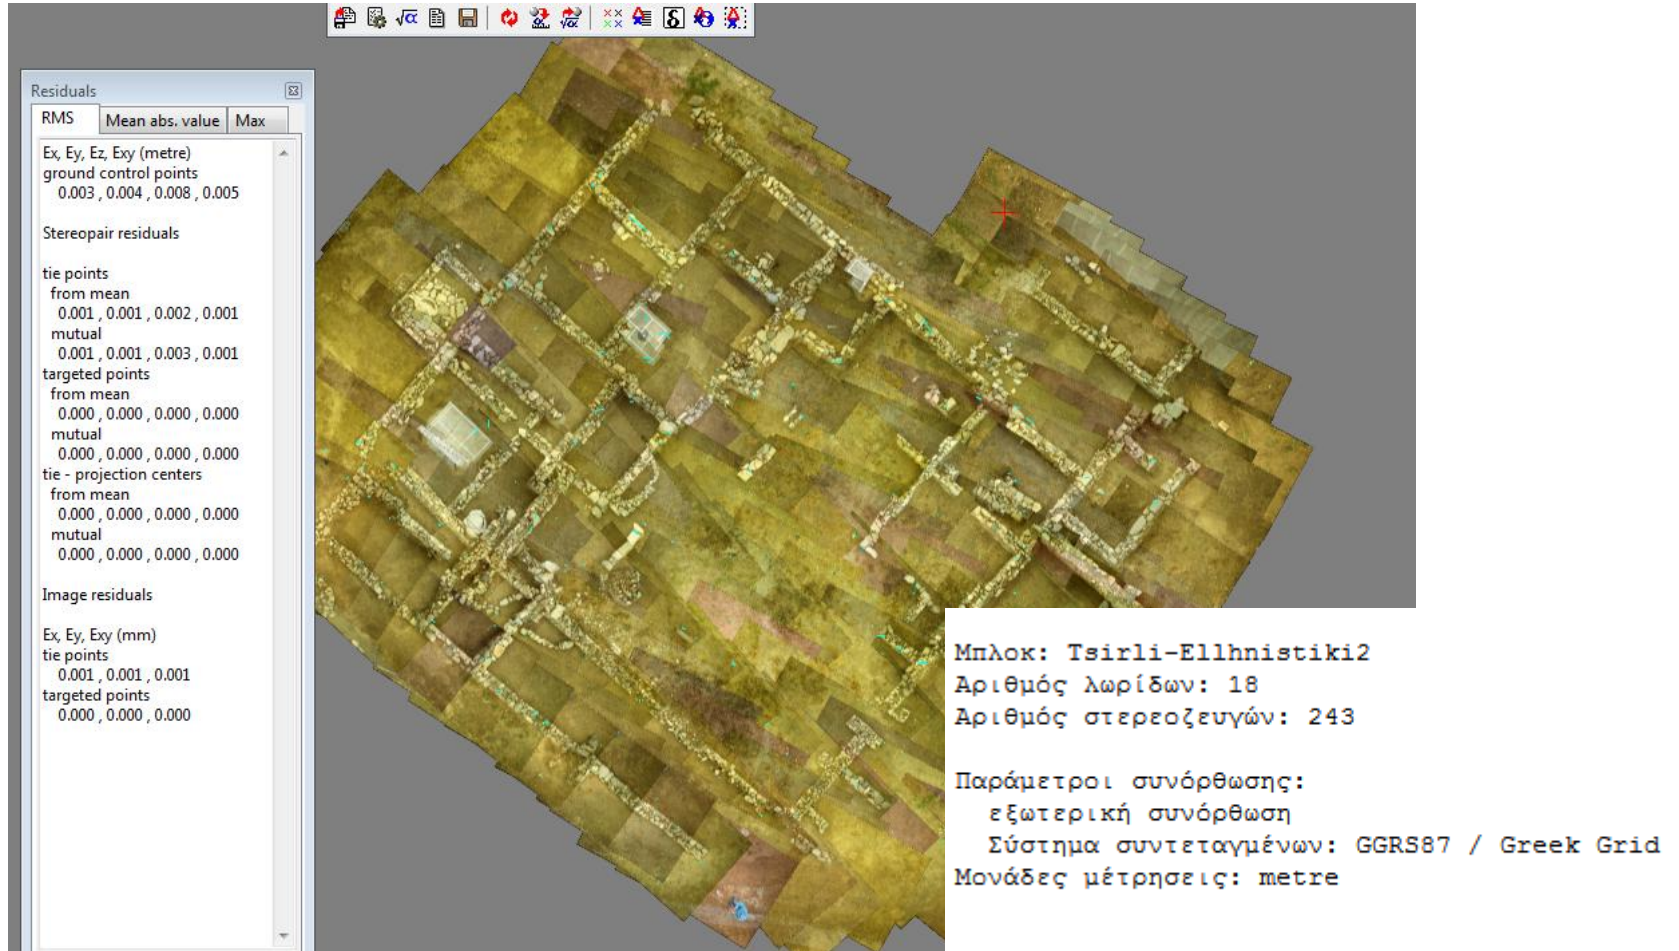 Residuals
RMS Mean abs. value Max
Ex, Ey, Ez, Exy (metre)
ground control points
0.003 , 0.004 , 0.008 , 0.005
Stereopair residuals
tie points
from mean
0.001 , 0.001 , 0.002 , 0.001
mutual
0.001 , 0.001 , 0.003 , 0.001
targeted points
from mean
0.000 , 0.000 , 0.000 , 0.000
mutual
0.000 , 0.000 , 0.000 , 0.000
tie - projection centers
from mean
0.000 , 0.000 , 0.000 , 0.000
mutual
0.000 , 0.000 , 0.000 , 0.000
Image residuals
Ex, Ey, Exy (mm)
tie points
0.001 , 0.001 , 0.001
targeted points
0.000 , 0.000 , 0.000
Μπλοκ: Tsirli-Ellhnistiki2
Αριθμός λωρίδων: 18
Αριθμός στερεοζευγών: 243
Παράμετροι συνόρθωσης:
εξωτερική συνόρθωση
Σύστημα συντεταγμένων: GGRS87 / Greek Grid
Μονάδες μέτρησεις: metre